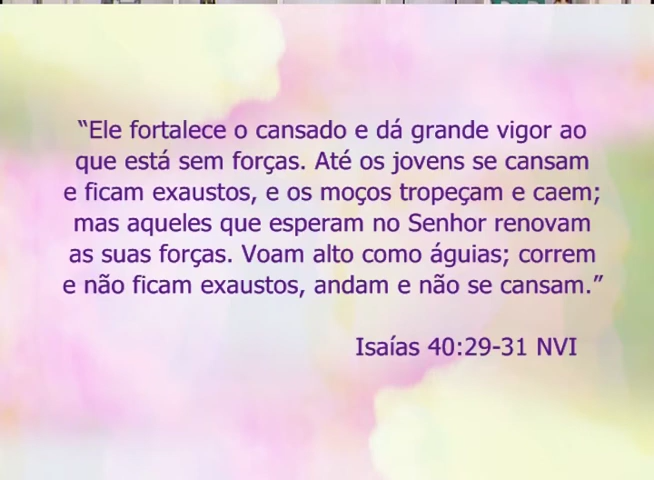 “Ele fortalece o cansado e dá grande vigor ao
que está sem forças. Até os jovens se cansam
e ficam exaustos, e os moços tropeçam e caem;
mas aqueles que esperam no Senhor renovam
as suas forças. Voam alto como águias; correm
e não ficam exaustos, andam e não se cansam.”
Isaías 40:29-31 NVI